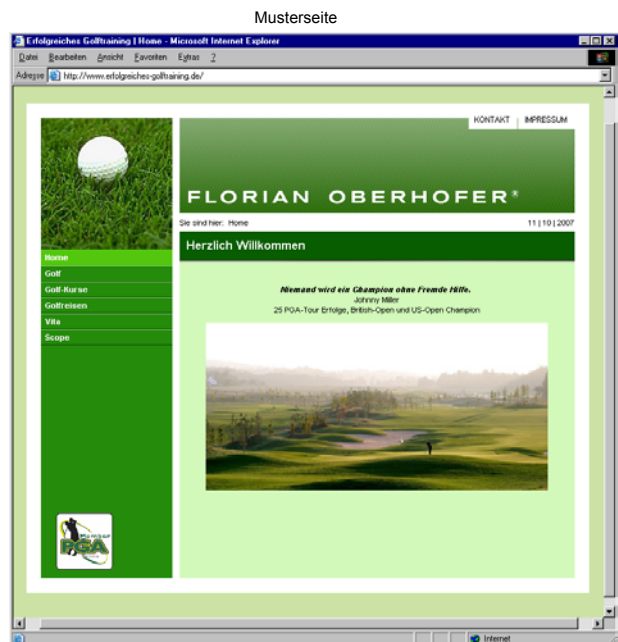 Musterseite
Erfolgreiches Golftraining | Home - Microsoft Internet Explorer
Datei Bearbeiten Ansicht Favoriten Extras ?
Adresse http://www.erfolgreiches-golftraining.de/
KONTAKT | IMPRESSUM
FLORIAN OBERHOFER®
Sie sind hier: Home 11 | 10 | 2007
Home
Golf
Golf-Kurse
Golfreisen
Vita
Scope
Herzlich Willkommen
Niemand wird ein Champion ohne Fremde Hilfe.
Johnny Miller
25 PGA-Tour Erfolge, British-Open und US-Open Champion
PGA
Internet